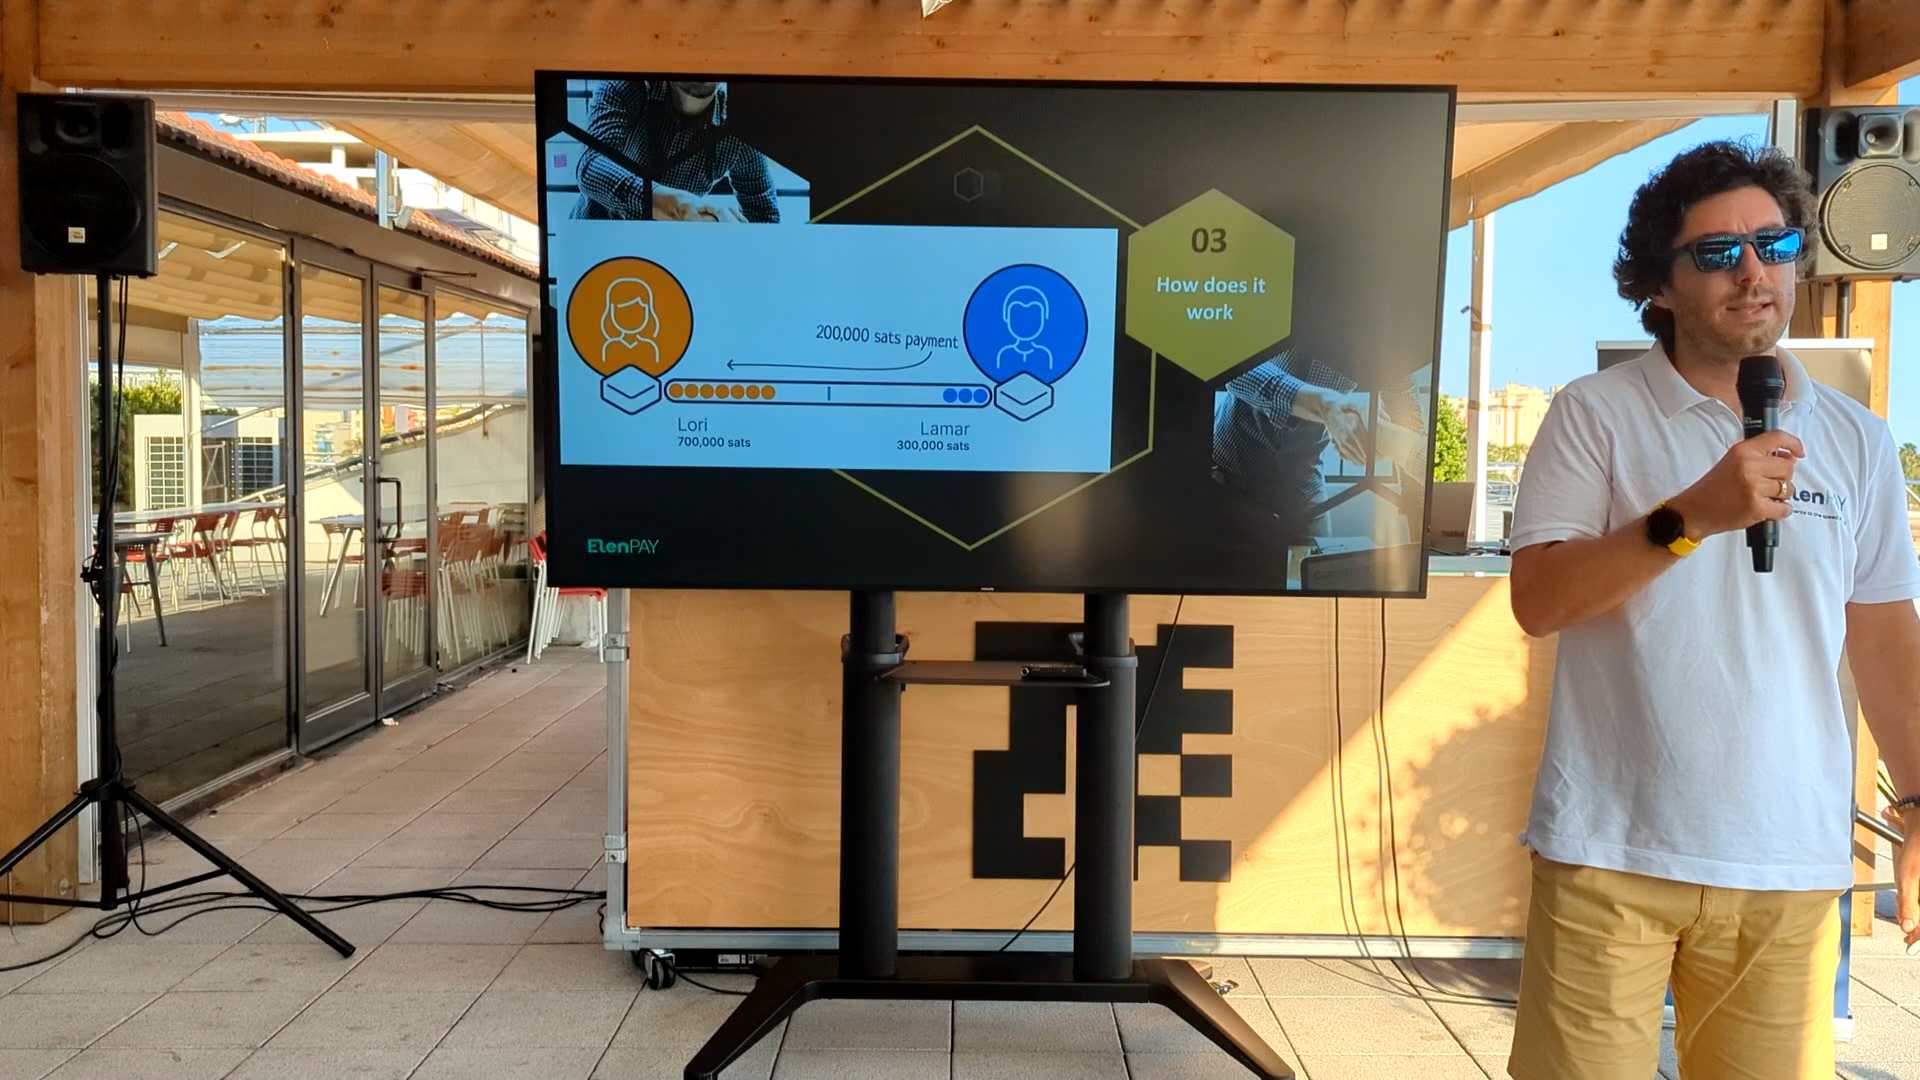 03
How does it
work
200,000 sats payment
Lori
700,000 sats
Lamar
300,000 sats
ElenPAY